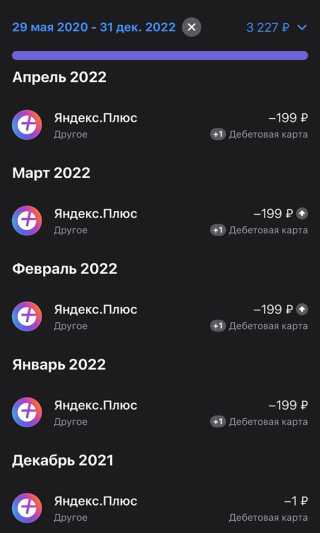 29 мая 2020 - 31 дек. 2022 3 227 ₽
Апрель 2022
Яндекс.Плюс −199 ₽
Другое +1 Дебетовая карта
Март 2022
Яндекс.Плюс −199 ₽
Другое +1 Дебетовая карта
Февраль 2022
Яндекс.Плюс −199 ₽
Другое +1 Дебетовая карта
Январь 2022
Яндекс.Плюс −199 ₽
Другое +1 Дебетовая карта
Декабрь 2021
Яндекс.Плюс −1 ₽
Другое Дебетовая карта